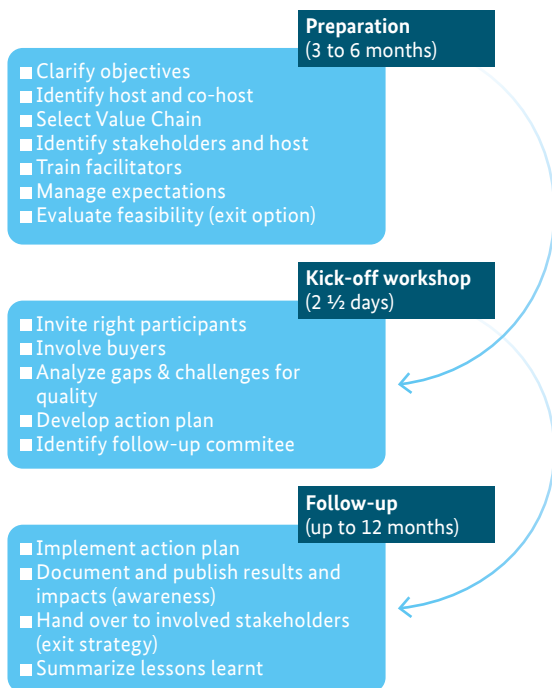 Preparation
(3 to 6 months)
Clarify objectives
Identify host and co-host
Select Value Chain
Identify stakeholders and host
Train facilitators
Manage expectations
Evaluate feasibility (exit option)
Kick-off workshop
(2 ½ days)
Invite right participants
Involve buyers
Analyze gaps & challenges for
quality
Develop action plan
Identify follow-up commitee
Follow-up
(up to 12 months)
Implement action plan
Document and publish results and
impacts (awareness)
Hand over to involved stakeholders
(exit strategy)
Summarize lessons learnt